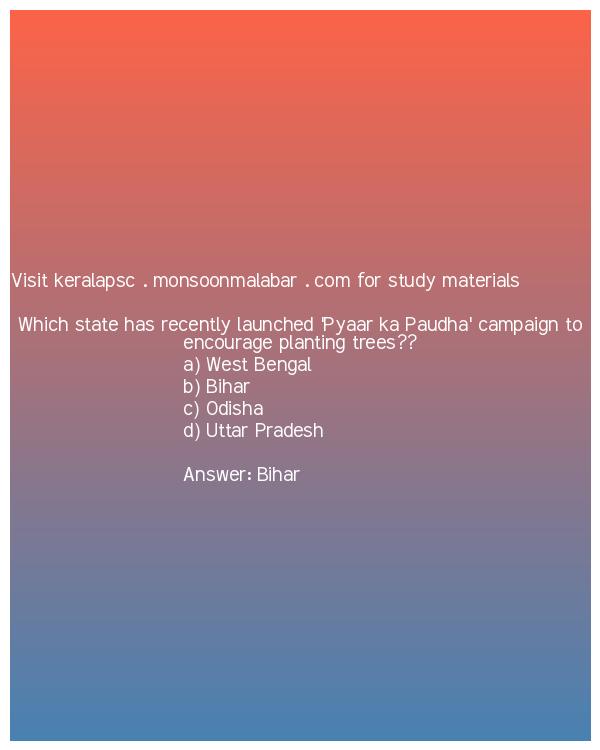 Visit keralapsc . monsoonmalabar . com for study materials
Which state has recently launched 'Pyaar ka Paudha' campaign to
encourage planting trees??
a) West Bengal
b) Bihar
c) Odisha
d) Uttar Pradesh
Answer: Bihar